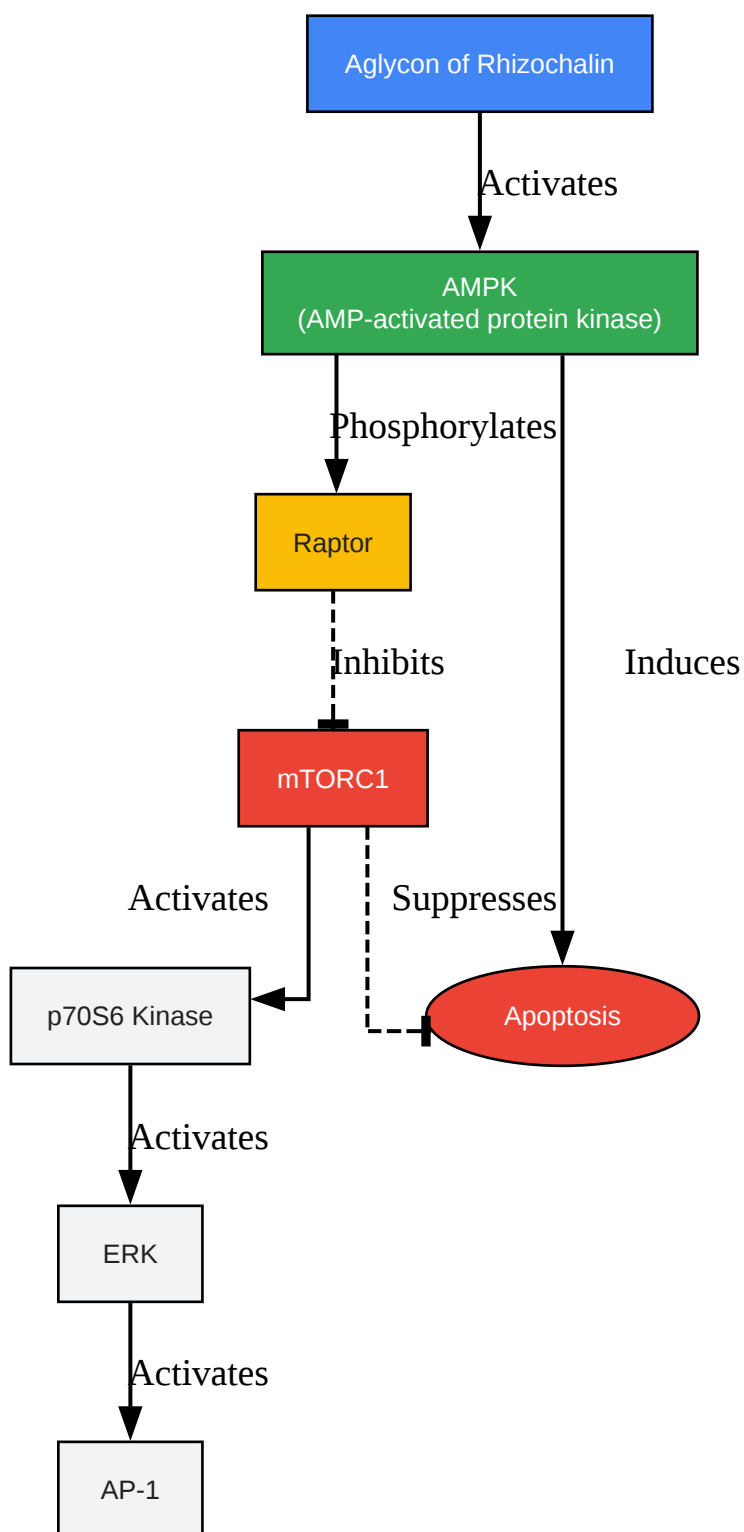 Aglycon of Rhizochalin
Activates
AMPK
(AMP-activated protein kinase)
Phosphorylates
Raptor
Inhibits
Induces
mTORC1
Activates
Suppresses
p70S6 Kinase
Apoptosis
Activates
ERK
Activates
AP-1